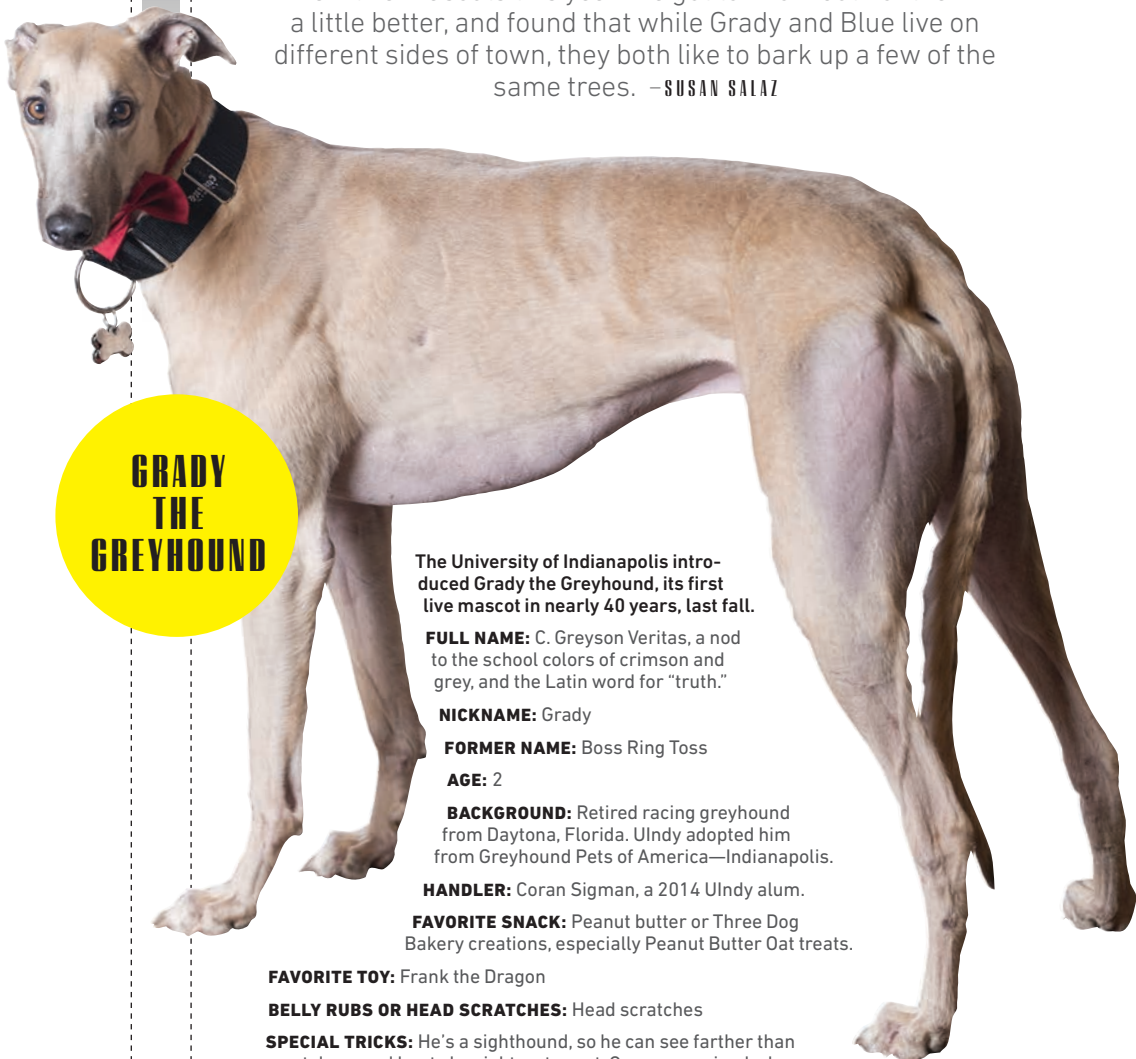 a little better, and found that while Grady and Blue live on
different sides of town, they both like to bark up a few of the
same trees. –SUSAN SALAZ
GRADY
THE
GREYHOUND
The University of Indianapolis intro-
duced Grady the Greyhound, its first
live mascot in nearly 40 years, last fall.
FULL NAME: C. Greyson Veritas, a nod
to the school colors of crimson and
grey, and the Latin word for “truth.”
NICKNAME: Grady
FORMER NAME: Boss Ring Toss
AGE: 2
BACKGROUND: Retired racing greyhound
from Daytona, Florida. UIndy adopted him
from Greyhound Pets of America—Indianapolis.
HANDLER: Coran Sigman, a 2014 UIndy alum.
FAVORITE SNACK: Peanut butter or Three Dog
Bakery creations, especially Peanut Butter Oat treats.
FAVORITE TOY: Frank the Dragon
BELLY RUBS OR HEAD SCRATCHES: Head scratches
SPECIAL TRICKS: He’s a sighthound, so he can see farther than